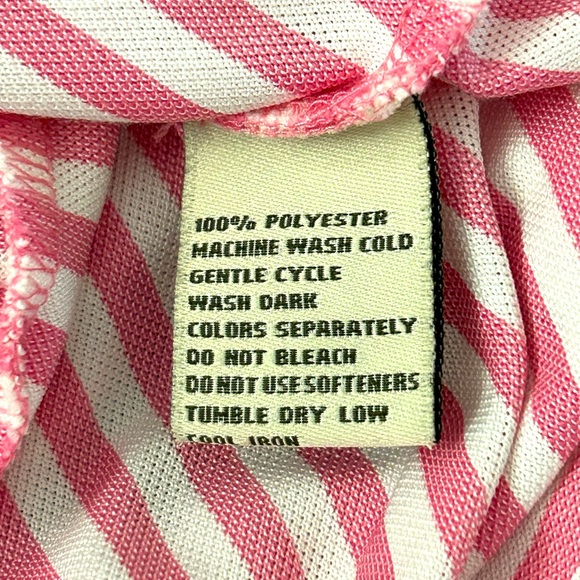 100% POLYESTER
MACHINE WASH COLD
GENTLE CYCLE
WASH DARK
COLORS SEPARATELY
DO NOT BLEACH
DO NOT USE SOFTENERS
TUMBLE DRY LOW
COOL IRON